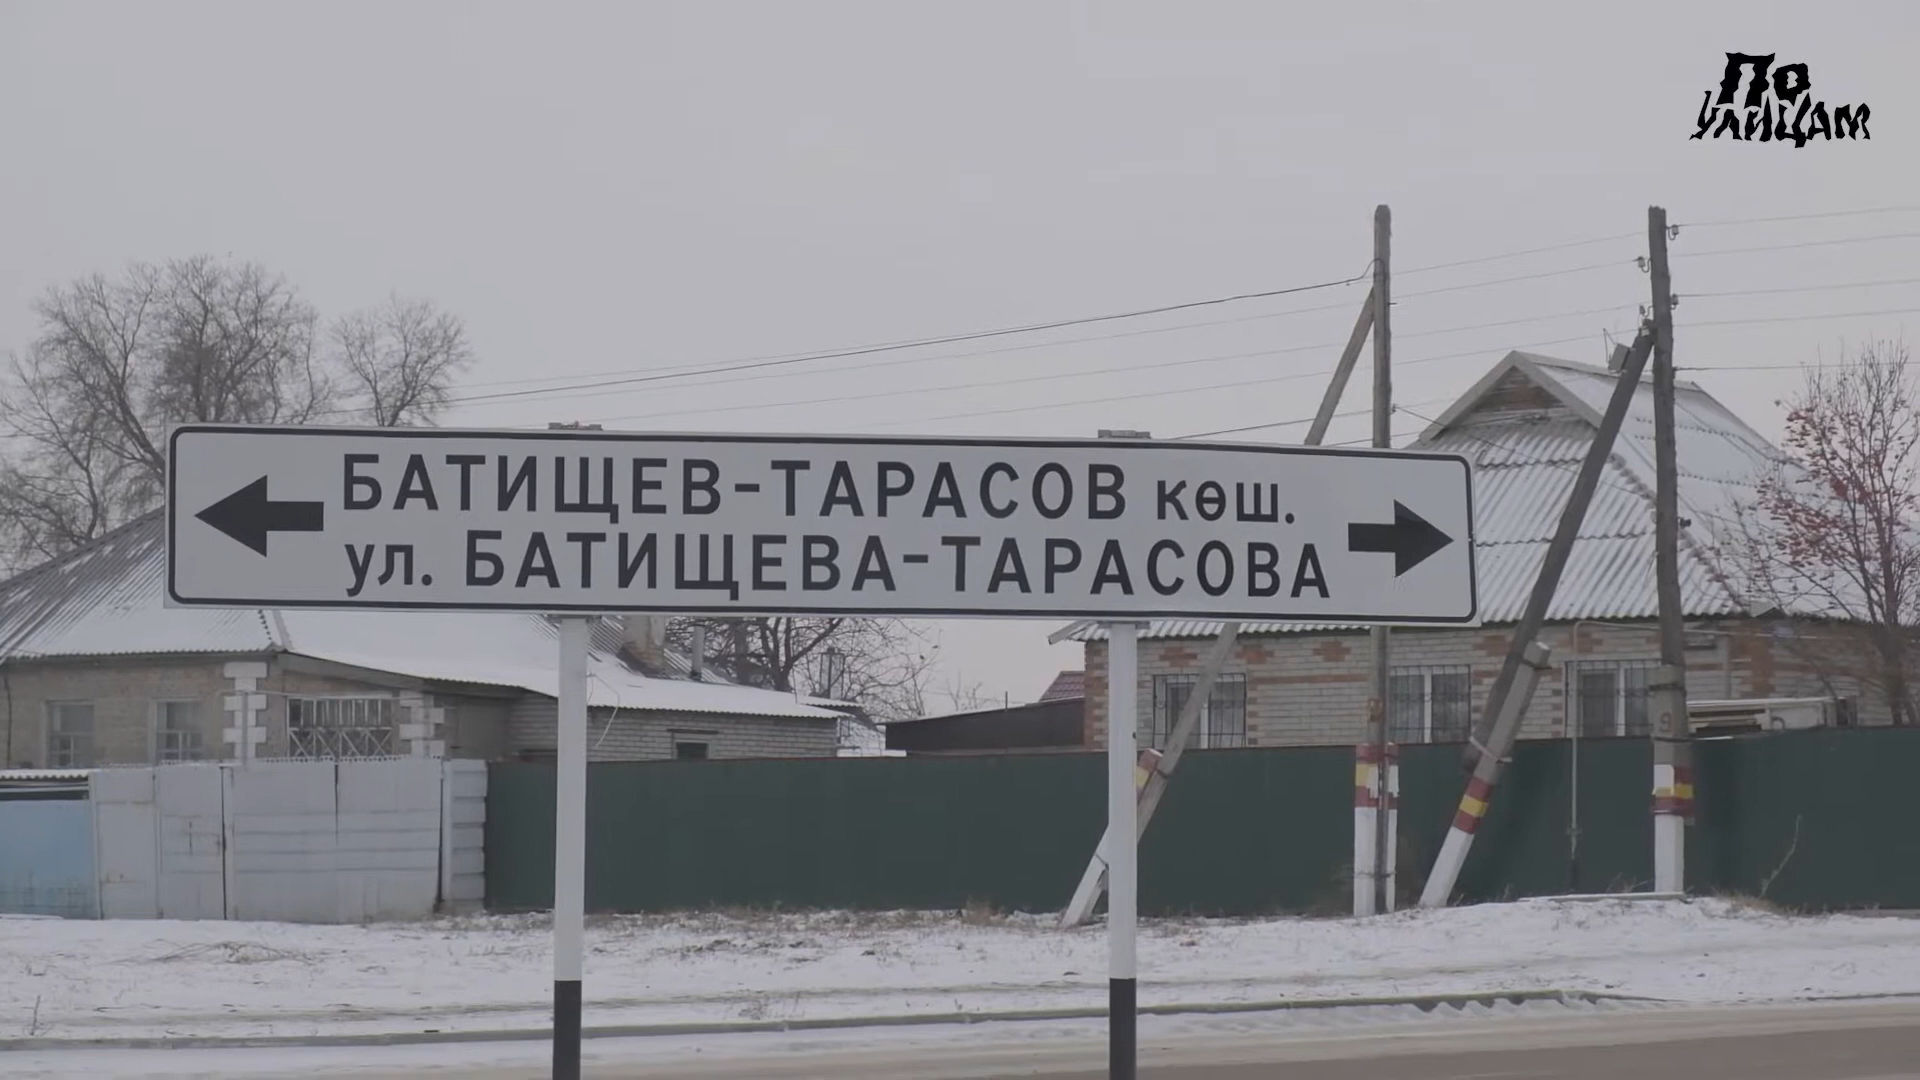 По
улицам
БАТИЩЕВ-ТАРАСОВ көш.
ул. БАТИЩЕВА-ТАРАСОВА